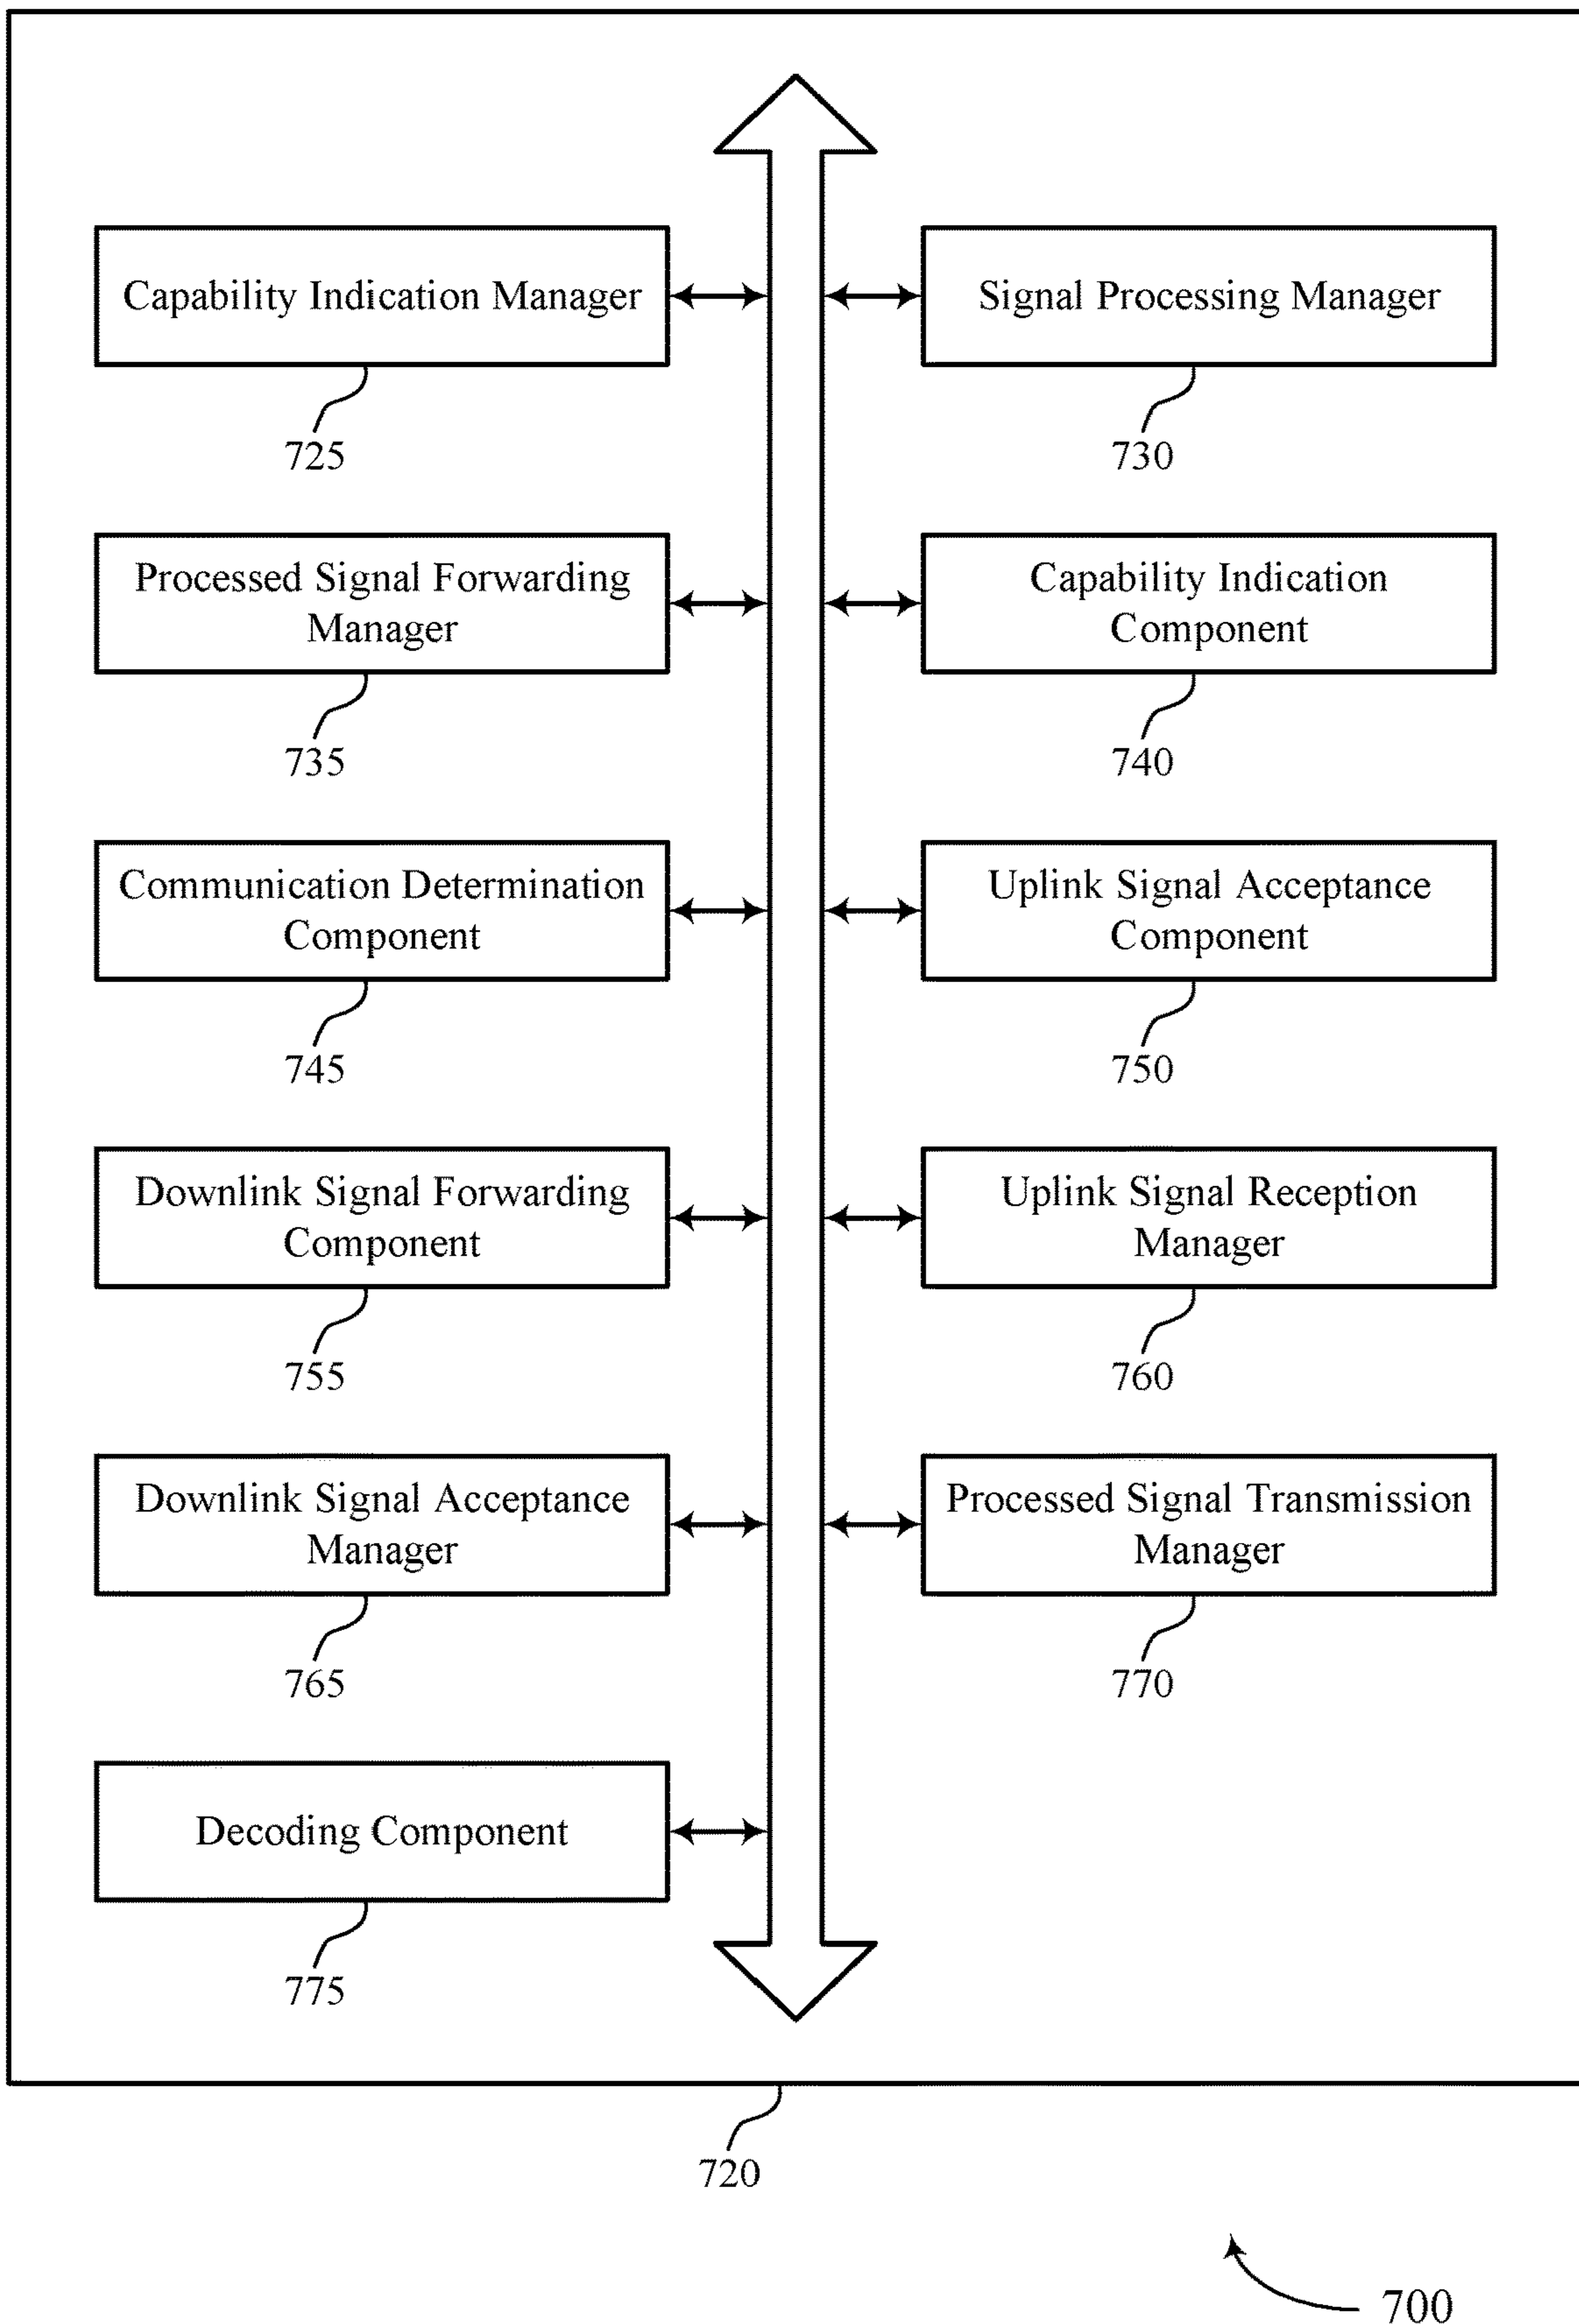 Capability Indication Manager
725
Signal Processing Manager
730
Processed Signal Forwarding
Manager
735
Capability Indication
Component
740
Communication Determination
Component
745
Uplink Signal Acceptance
Component
750
Downlink Signal Forwarding
Component
755
Uplink Signal Reception
Manager
760
Downlink Signal Acceptance
Manager
765
Processed Signal Transmission
Manager
770
Decoding Component
775
720
700